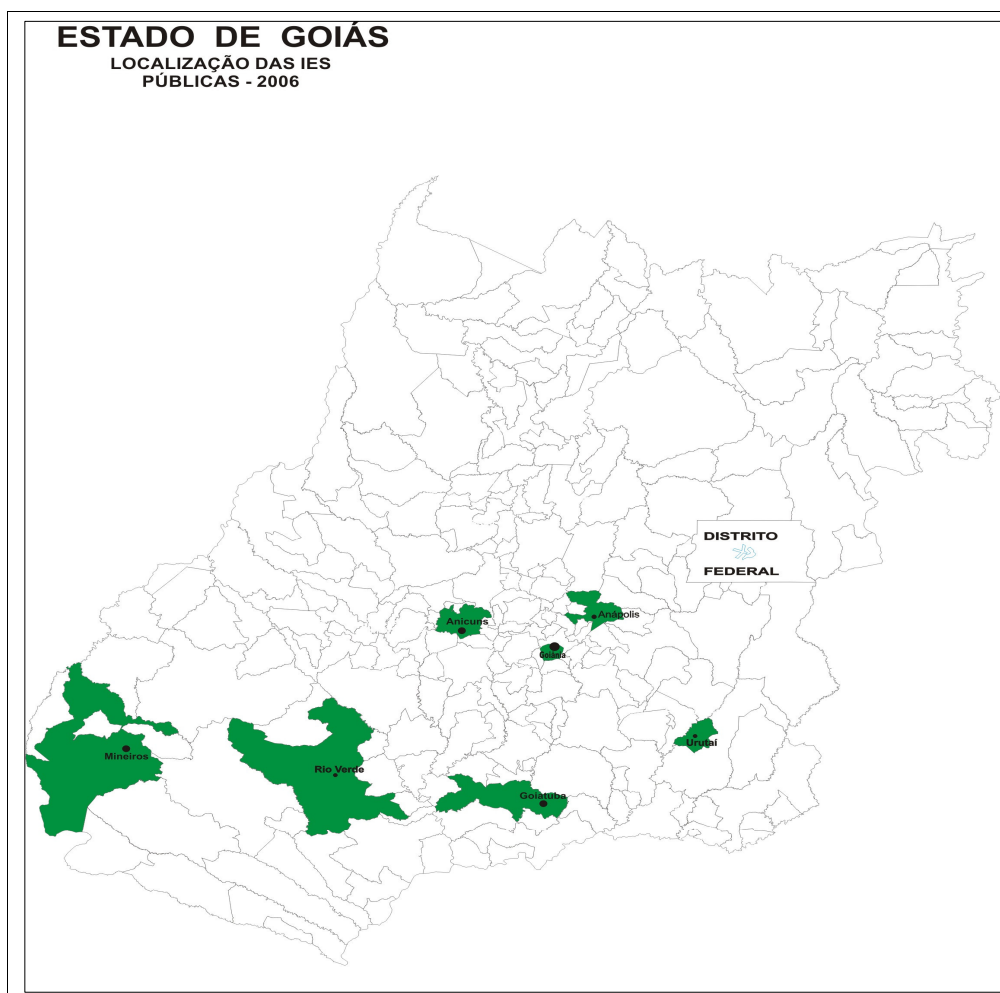 ESTADO DE GOIÁS
LOCALIZAÇÃO DAS IES
PÚBLICAS - 2006
DISTRITO
FEDERAL
Anápolis
Anicuns
Goiânia
Urutaí
Mineiros
Rio Verde
Goiatuba